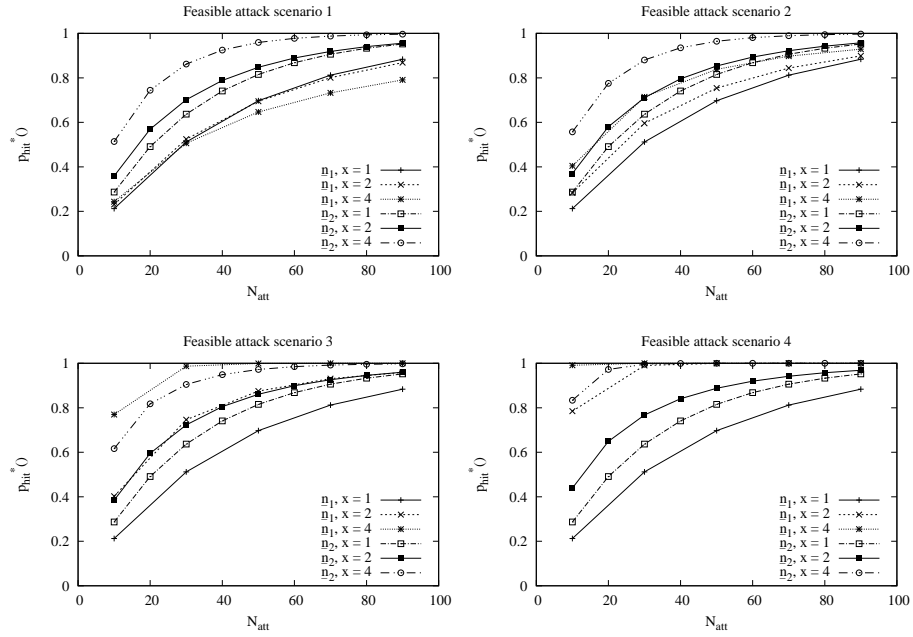 Feasible attack scenario 1
1
0.8
0.6
0.4
0.2
0
p*hit ()
n1, x = 1
n1, x = 2
n1, x = 4
n2, x = 1
n2, x = 2
n2, x = 4
0 20 40 60 80 100
Natt
Feasible attack scenario 2
1
0.8
0.6
0.4
0.2
0
p*hit ()
n1, x = 1
n1, x = 2
n1, x = 4
n2, x = 1
n2, x = 2
n2, x = 4
0 20 40 60 80 100
Natt
Feasible attack scenario 3
1
0.8
0.6
0.4
0.2
0
p*hit ()
n1, x = 1
n1, x = 2
n1, x = 4
n2, x = 1
n2, x = 2
n2, x = 4
0 20 40 60 80 100
Natt
Feasible attack scenario 4
1
0.8
0.6
0.4
0.2
0
p*hit ()
n1, x = 1
n1, x = 2
n1, x = 4
n2, x = 1
n2, x = 2
n2, x = 4
0 20 40 60 80 100
Natt